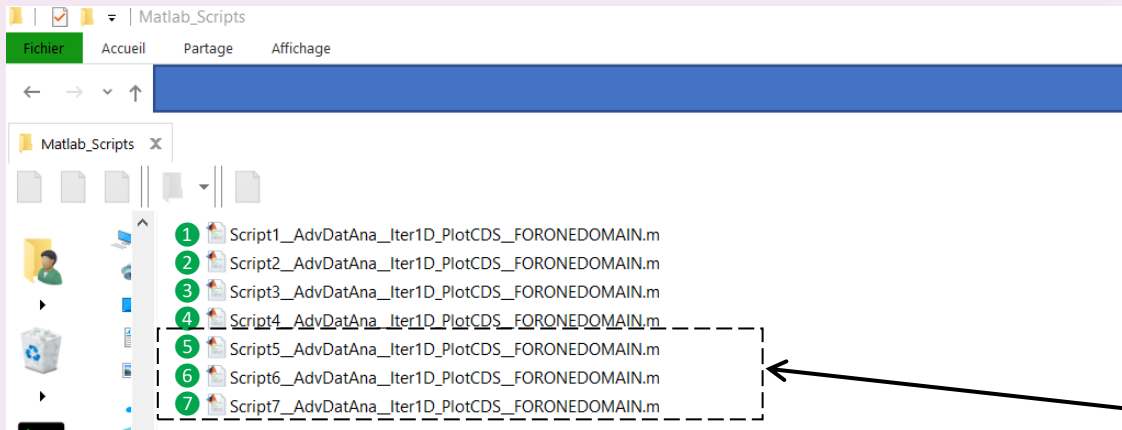 Matlab_Scripts
Fichier Accueil Partage Affichage
Matlab_Scripts X
1 Script1__AdvDatAna__Iter1D_PlotCDS__FORONEDOMAIN.m
2 Script2__AdvDatAna__Iter1D_PlotCDS__FORONEDOMAIN.m
3 Script3__AdvDatAna__Iter1D_PlotCDS__FORONEDOMAIN.m
4 Script4__AdvDatAna__Iter1D_PlotCDS__FORONEDOMAIN.m
5 Script5__AdvDatAna__Iter1D_PlotCDS__FORONEDOMAIN.m
6 Script6__AdvDatAna__Iter1D_PlotCDS__FORONEDOMAIN.m
7 Script7__AdvDatAna__Iter1D_PlotCDS__FORONEDOMAIN.m